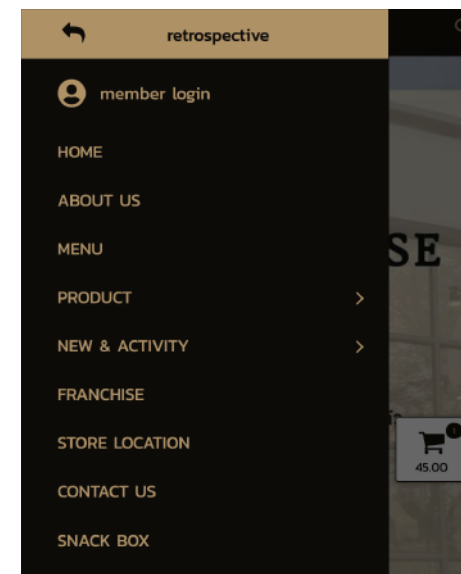 retrospective
member login
HOME
ABOUT US
MENU
SE
PRODUCT
NEW & ACTIVITY
FRANCHISE
STORE LOCATION
1
45.00
CONTACT US
SNACK BOX